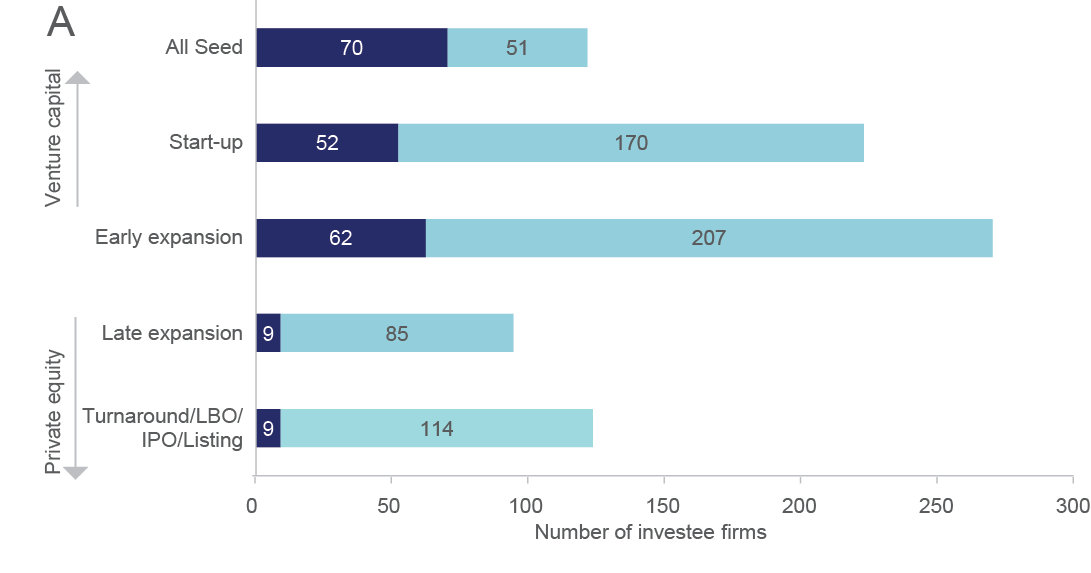 A
Venture capital
Private equity
All Seed
70 51
Start-up
52 170
Early expansion
62 207
Late expansion
9 85
Turnaround/LBO/
IPO/Listing
9 114
0 50 100 150 200 250 300
Number of investee firms